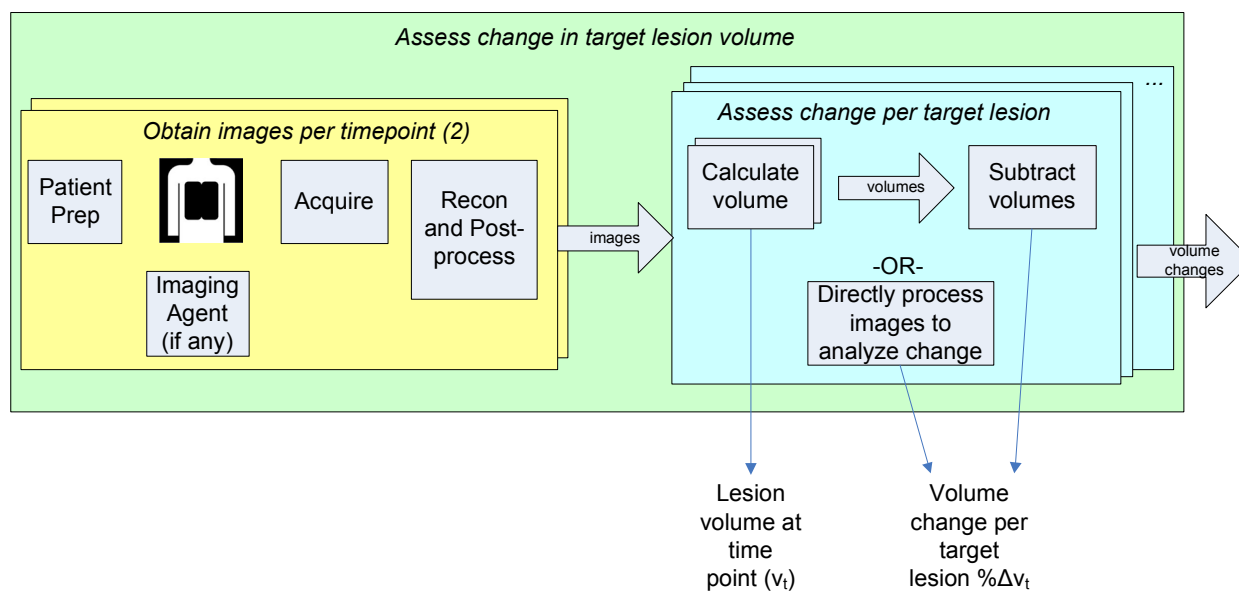 Assess change in target lesion volume
Obtain images per timepoint (2)
Patient
Prep
Imaging
Agent
(if any)
Acquire
Recon
and Post-
process
images
...
Assess change per target lesion
Calculate
volume
volumes
Subtract
volumes
-OR-
Directly process
images to
analyze change
volume
changes
Lesion
volume at
time
point (vₜ)
Volume
change per
target
lesion %Δvₜ